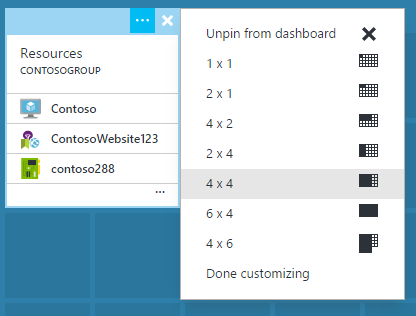 Resources
CONTOSOGROUP
Contoso
ContosoWebsite123
contoso288
...
Unpin from dashboard
1 x 1
2 x 1
4 x 2
2 x 4
4 x 4
6 x 4
4 x 6
Done customizing